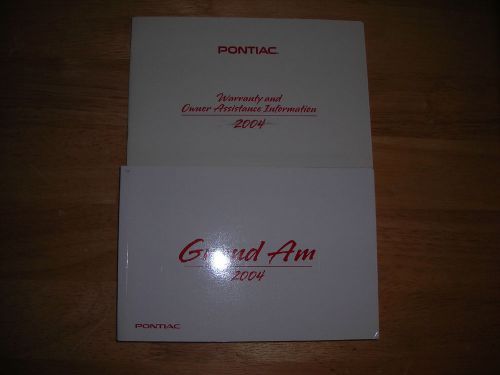 PONTIAC
Warranty and
Owner Assistance Information
2004
Grand Am
2004
PONTIAC